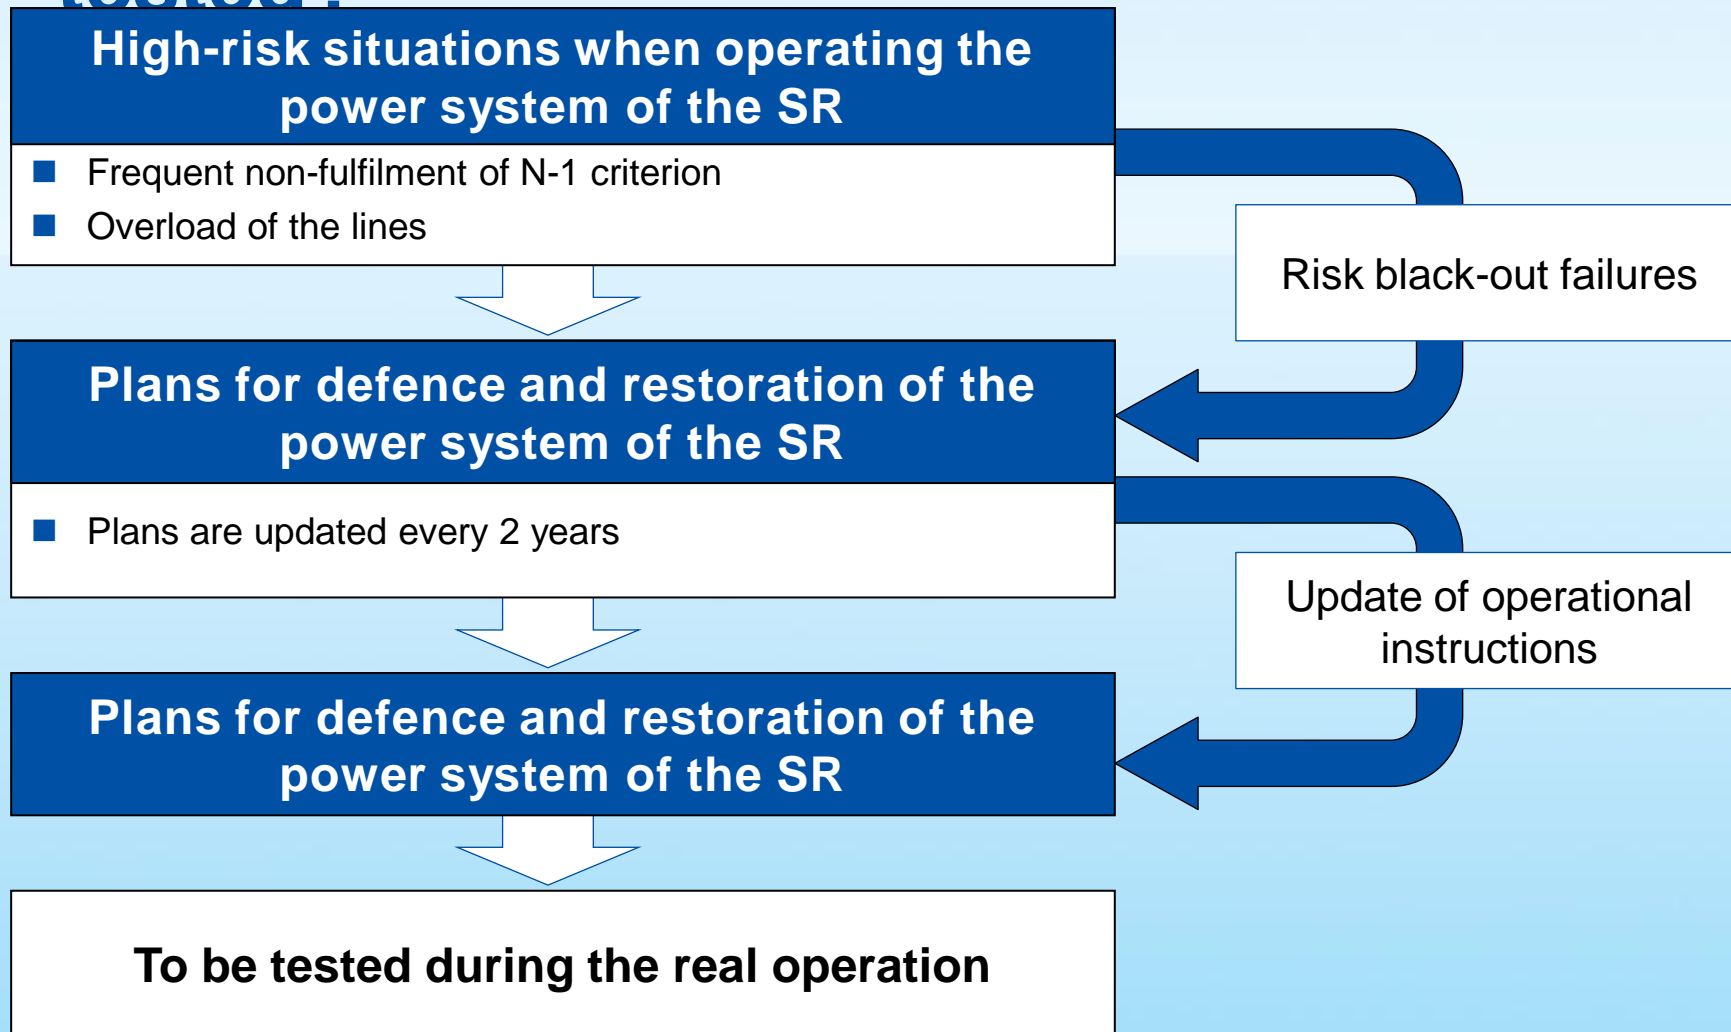 tested?
High-risk situations when operating the
power system of the SR
Frequent non-fulfilment of N-1 criterion
Overload of the lines
Risk black-out failures
Plans for defence and restoration of the
power system of the SR
Plans are updated every 2 years
Update of operational
instructions
Plans for defence and restoration of the
power system of the SR
To be tested during the real operation